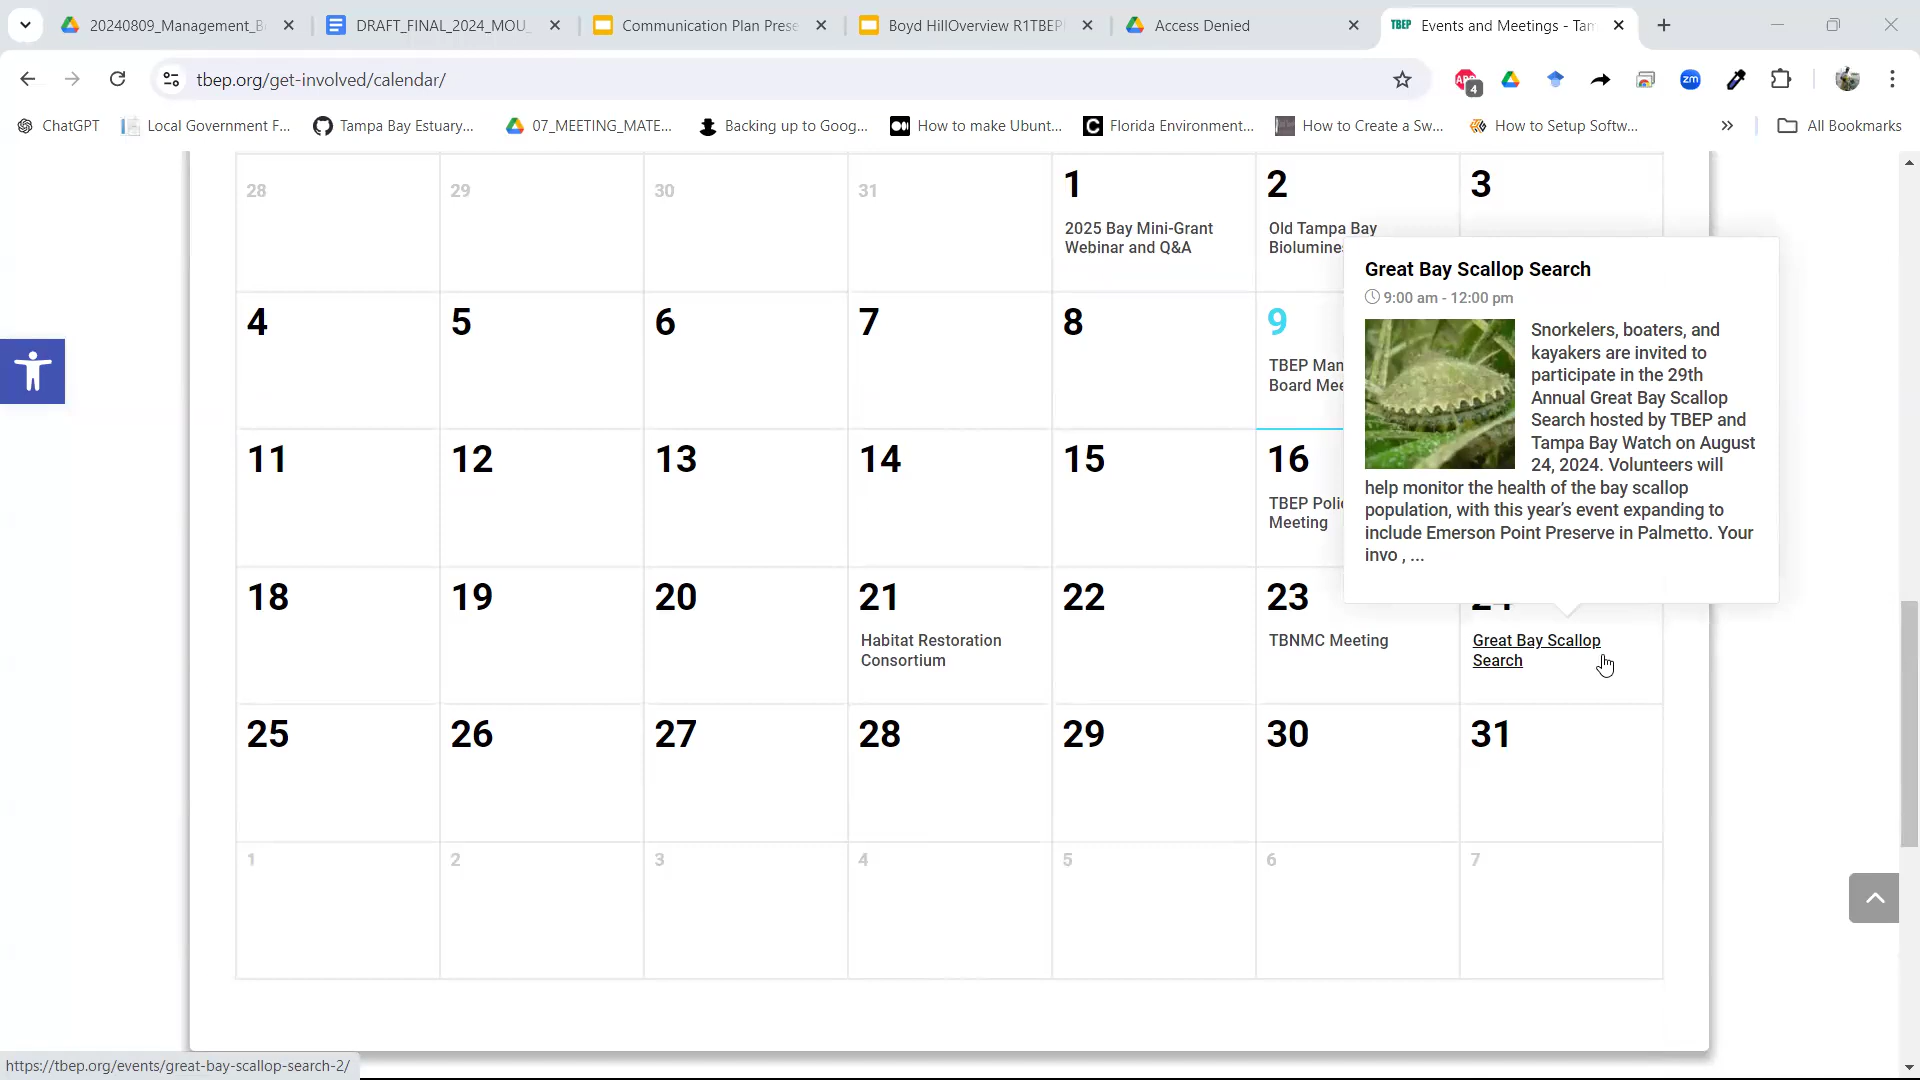 20240809_Management_B
DRAFT_FINAL_2024_MOU_
Communication Plan Prese
Boyd HillOverview R1TBEP
Access Denied
TBEP Events and Meetings - Tam
tbep.org/get-involved/calendar/
4
zm
ChatGPT
Local Government F...
Tampa Bay Estuary...
07_MEETING_MATE...
Backing up to Goog...
How to make Ubunt...
Florida Environment...
How to Create a Sw...
How to Setup Softw...
All Bookmarks
28 29 30 31 1 2 3
2025 Bay Mini-Grant
Webinar and Q&A
Old Tampa Bay
Biolumine
Great Bay Scallop Search
9:00 am - 12:00 pm
Snorkelers, boaters, and
kayakers are invited to
participate in the 29th
Annual Great Bay Scallop
Search hosted by TBEP and
Tampa Bay Watch on August
24, 2024. Volunteers will
help monitor the health of the bay scallop
population, with this year's event expanding to
include Emerson Point Preserve in Palmetto. Your
invo , ...
4 5 6 7 8 9
TBEP Man
Board Mee
11 12 13 14 15 16
TBEP Poli
Meeting
18 19 20 21 22 23 24
Habitat Restoration
Consortium
TBNMC Meeting
Great Bay Scallop
Search
25 26 27 28 29 30 31
1 2 3 4 5 6 7
https://tbep.org/events/great-bay-scallop-search-2/